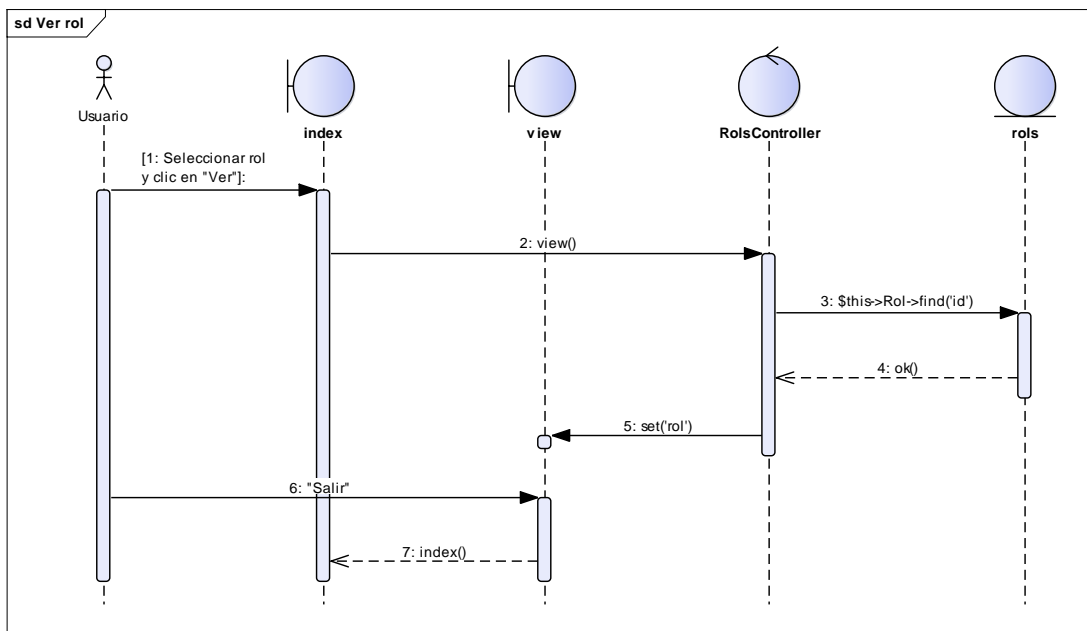 sd Ver rol
Usuario
index
view
RolsController
rols
[1: Seleccionar rol
y clic en "Ver"]:
2: view()
3: $this->Rol->find('id')
4: ok()
5: set('rol')
6: "Salir"
7: index()